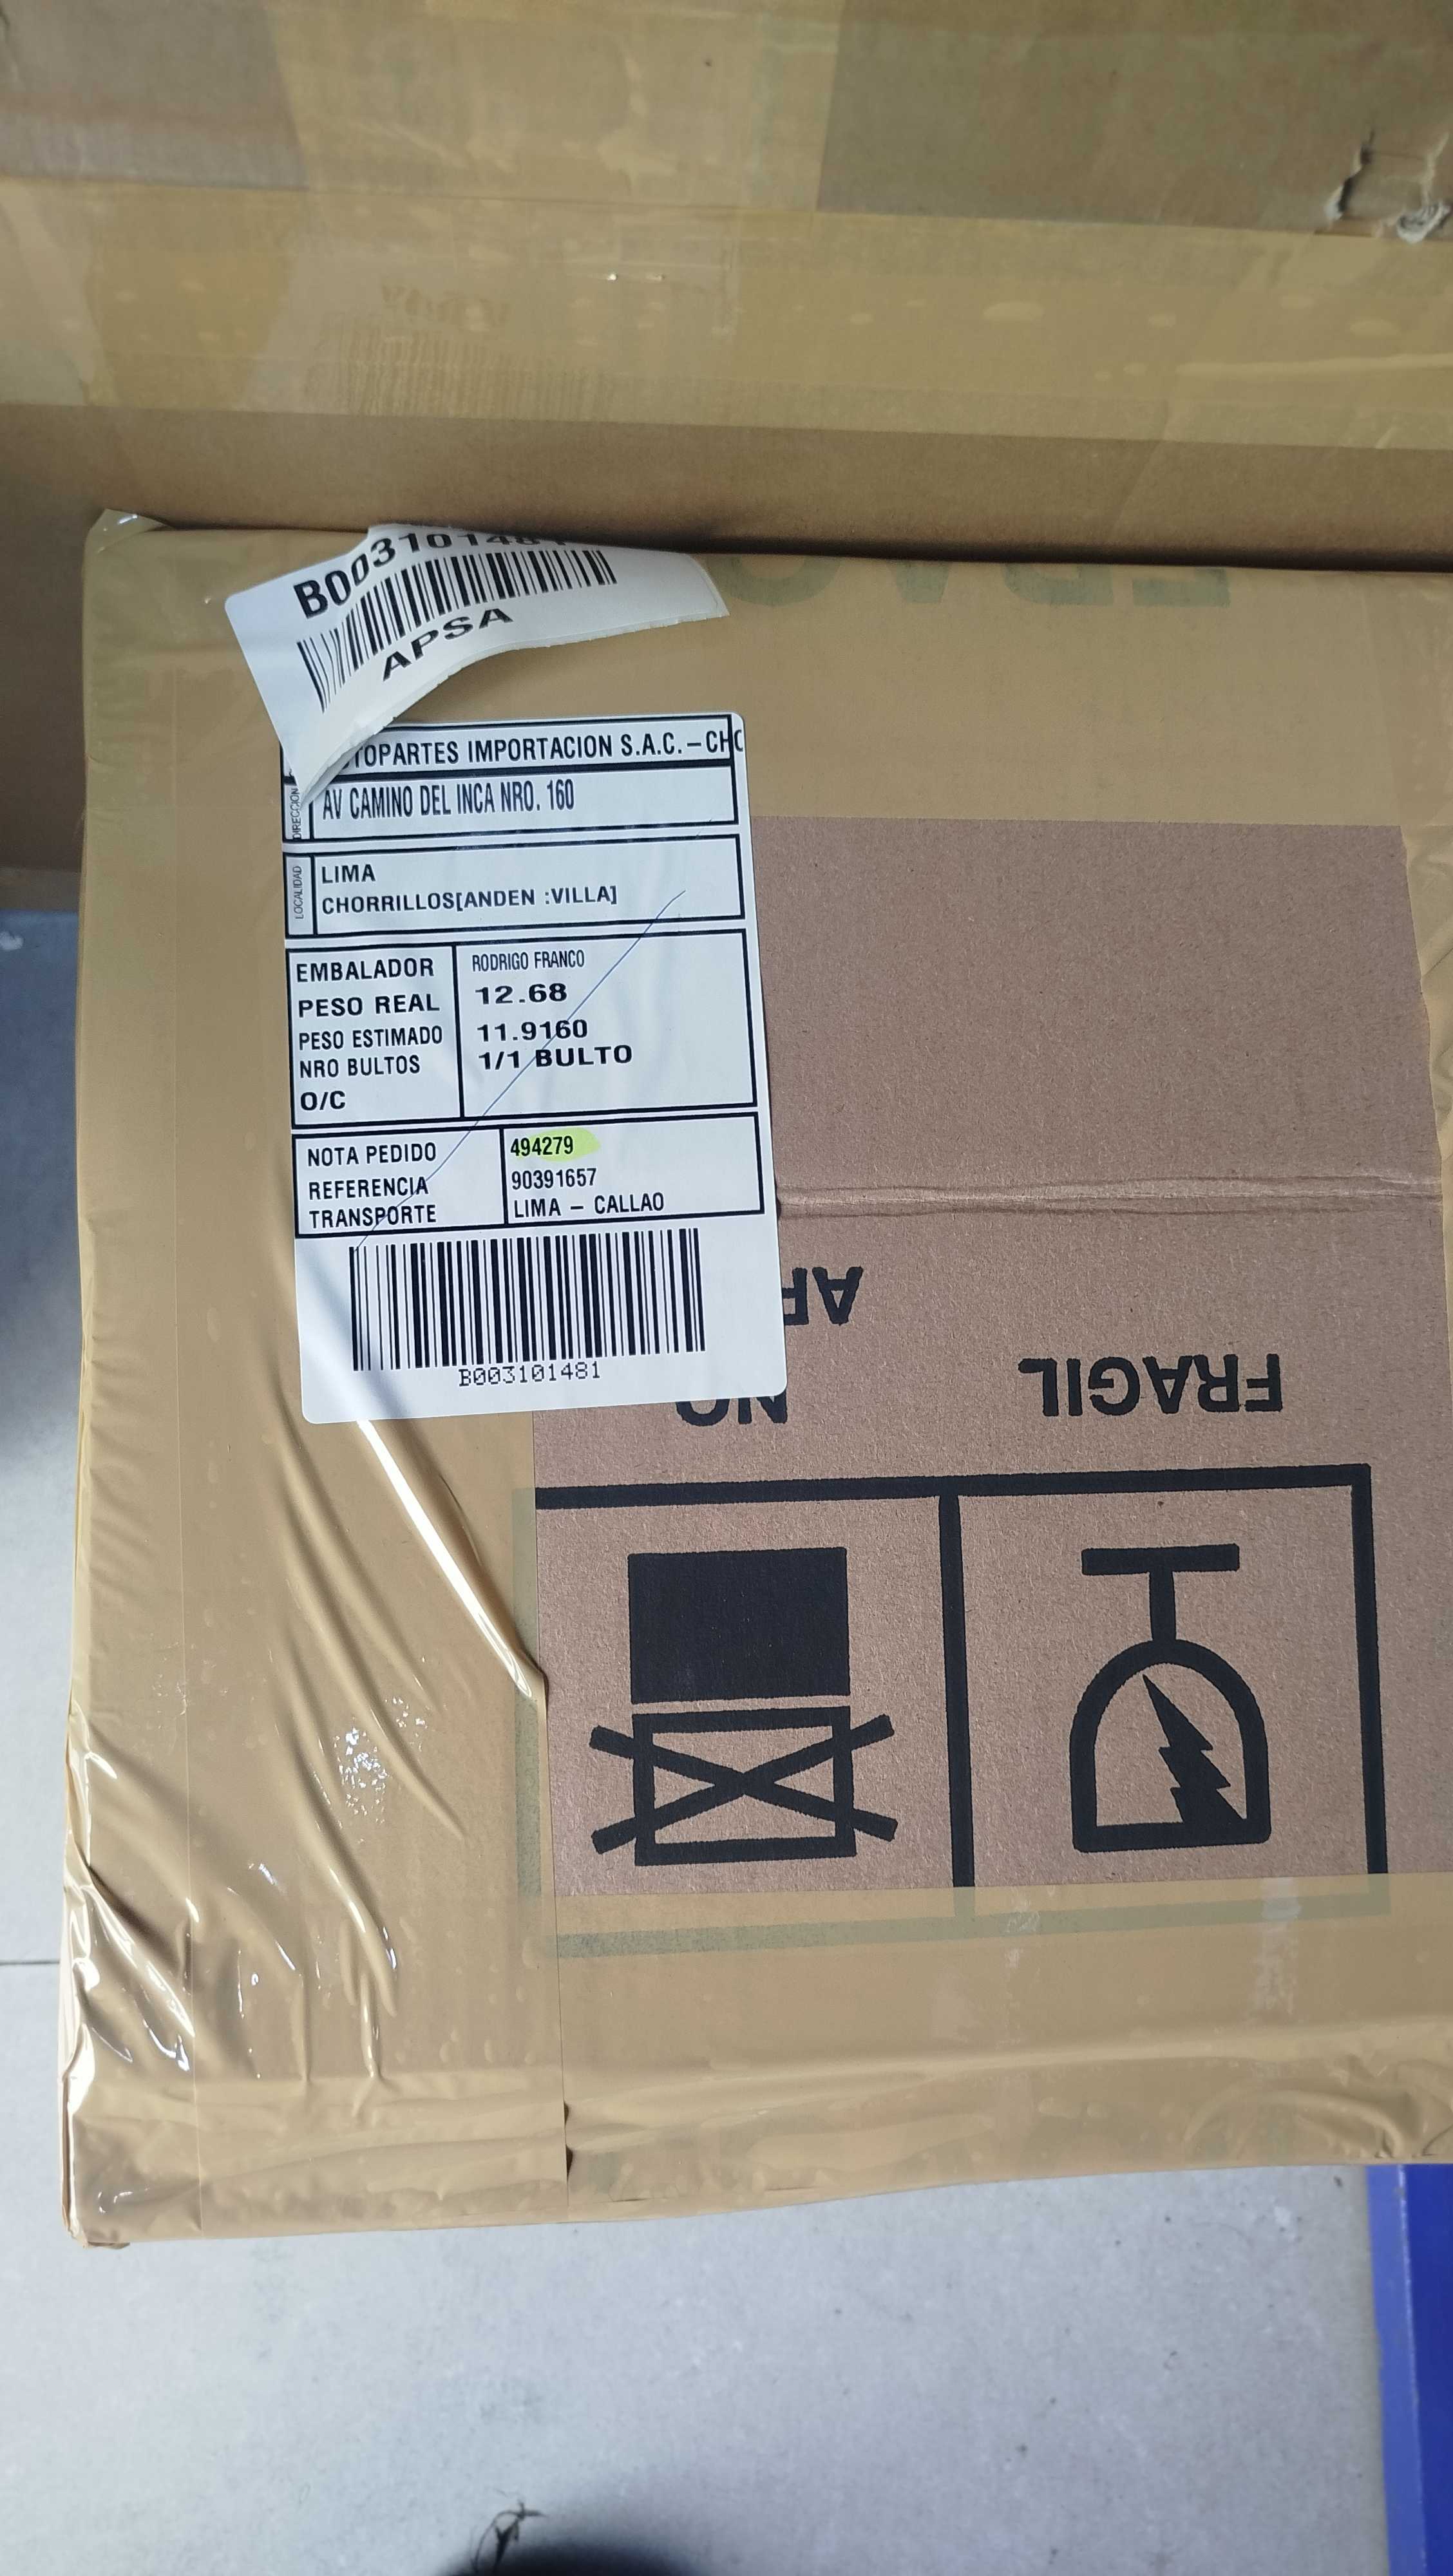 B003101481
APSA
TOPARTES IMPORTACION S.A.C.-CHO
DIRECCION
AV CAMINO DEL INCA NRO. 160
LOCALIDAD
LIMA
CHORRILLOS[ANDEN :VILLA]
EMBALADOR RODRIGO FRANCO
PESO REAL 12.68
PESO ESTIMADO 11.9160
NRO BULTOS 1/1 BULTO
O/C
NOTA PEDIDO 494279
REFERENCIA 90391657
TRANSPORTE LIMA - CALLAO
B003101481
FRAGIL
NO
AP